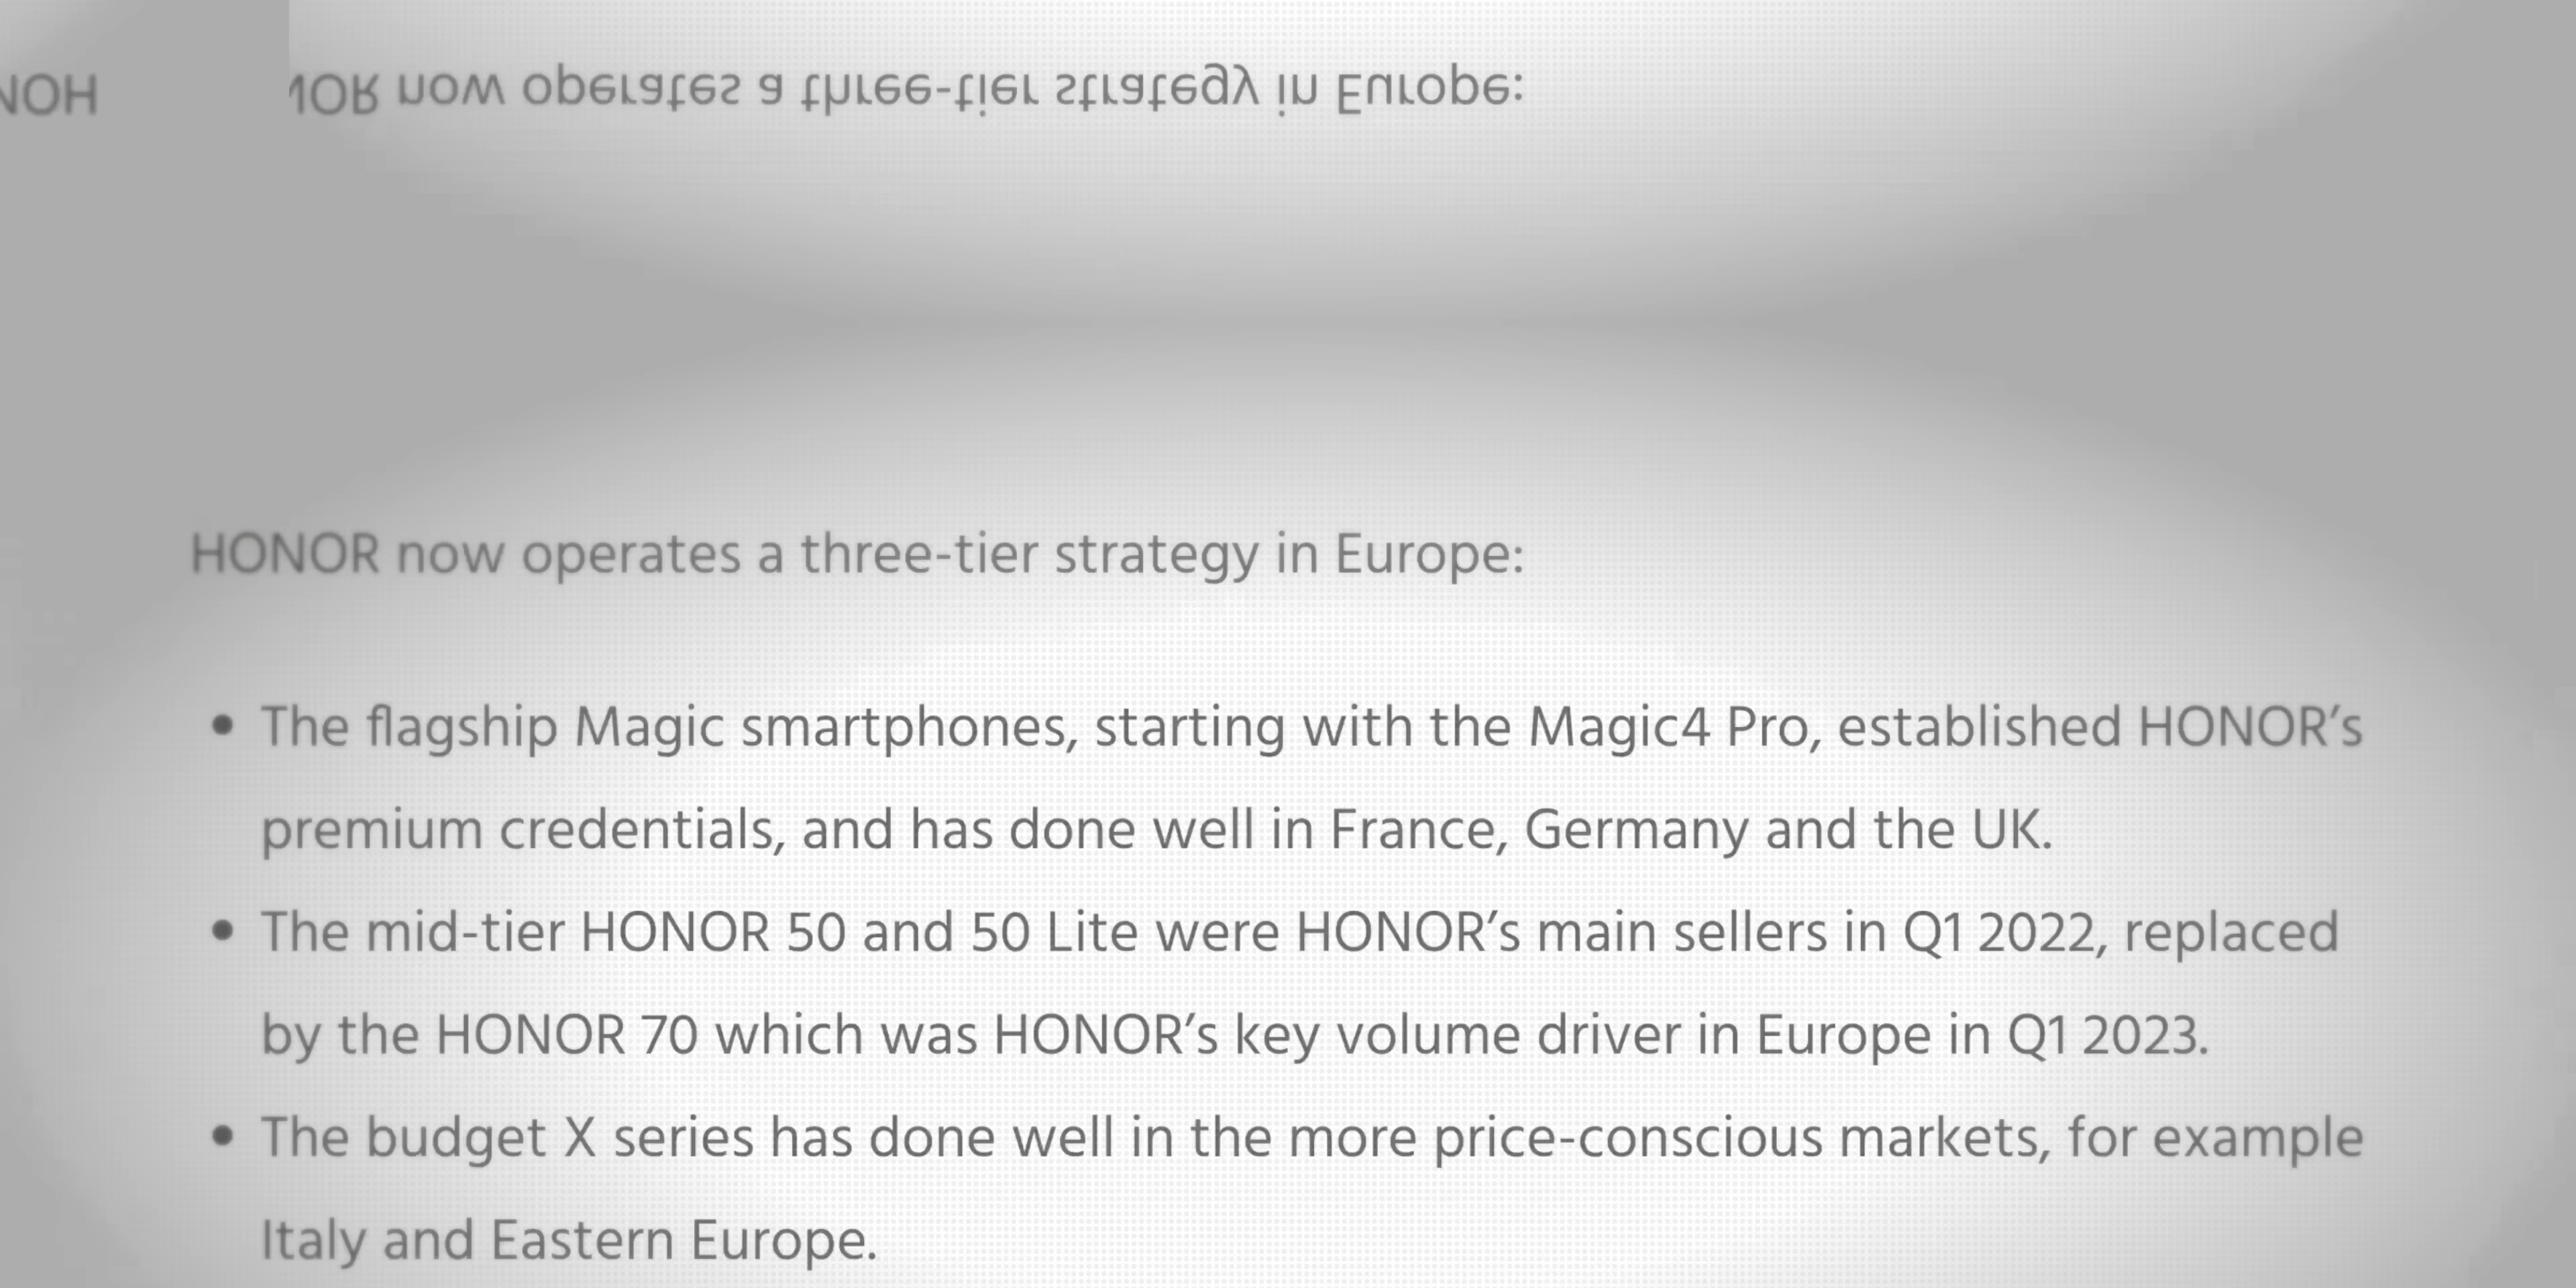 HONOR now operates a three-tier strategy in Europe:
HONOR now operates a three-tier strategy in Europe:
• The flagship Magic smartphones, starting with the Magic4 Pro, established HONOR’s
premium credentials, and has done well in France, Germany and the UK.
• The mid-tier HONOR 50 and 50 Lite were HONOR’s main sellers in Q1 2022, replaced
by the HONOR 70 which was HONOR’s key volume driver in Europe in Q1 2023.
• The budget X series has done well in the more price-conscious markets, for example
Italy and Eastern Europe.